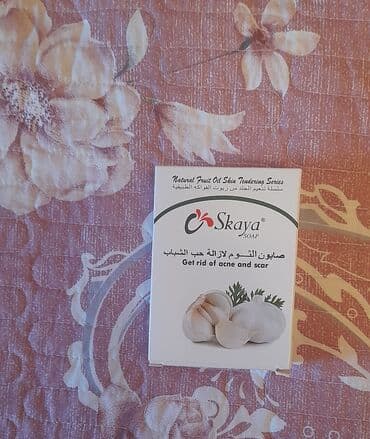 Natural Fruit Oil Skin Tendering Series
سلسلة تنعيم الجلد من زيوت الفواكه الطبيعية
Skaya®
SOAP
صابون الثوم لازالة حب الشباب
Get rid of acne and scar